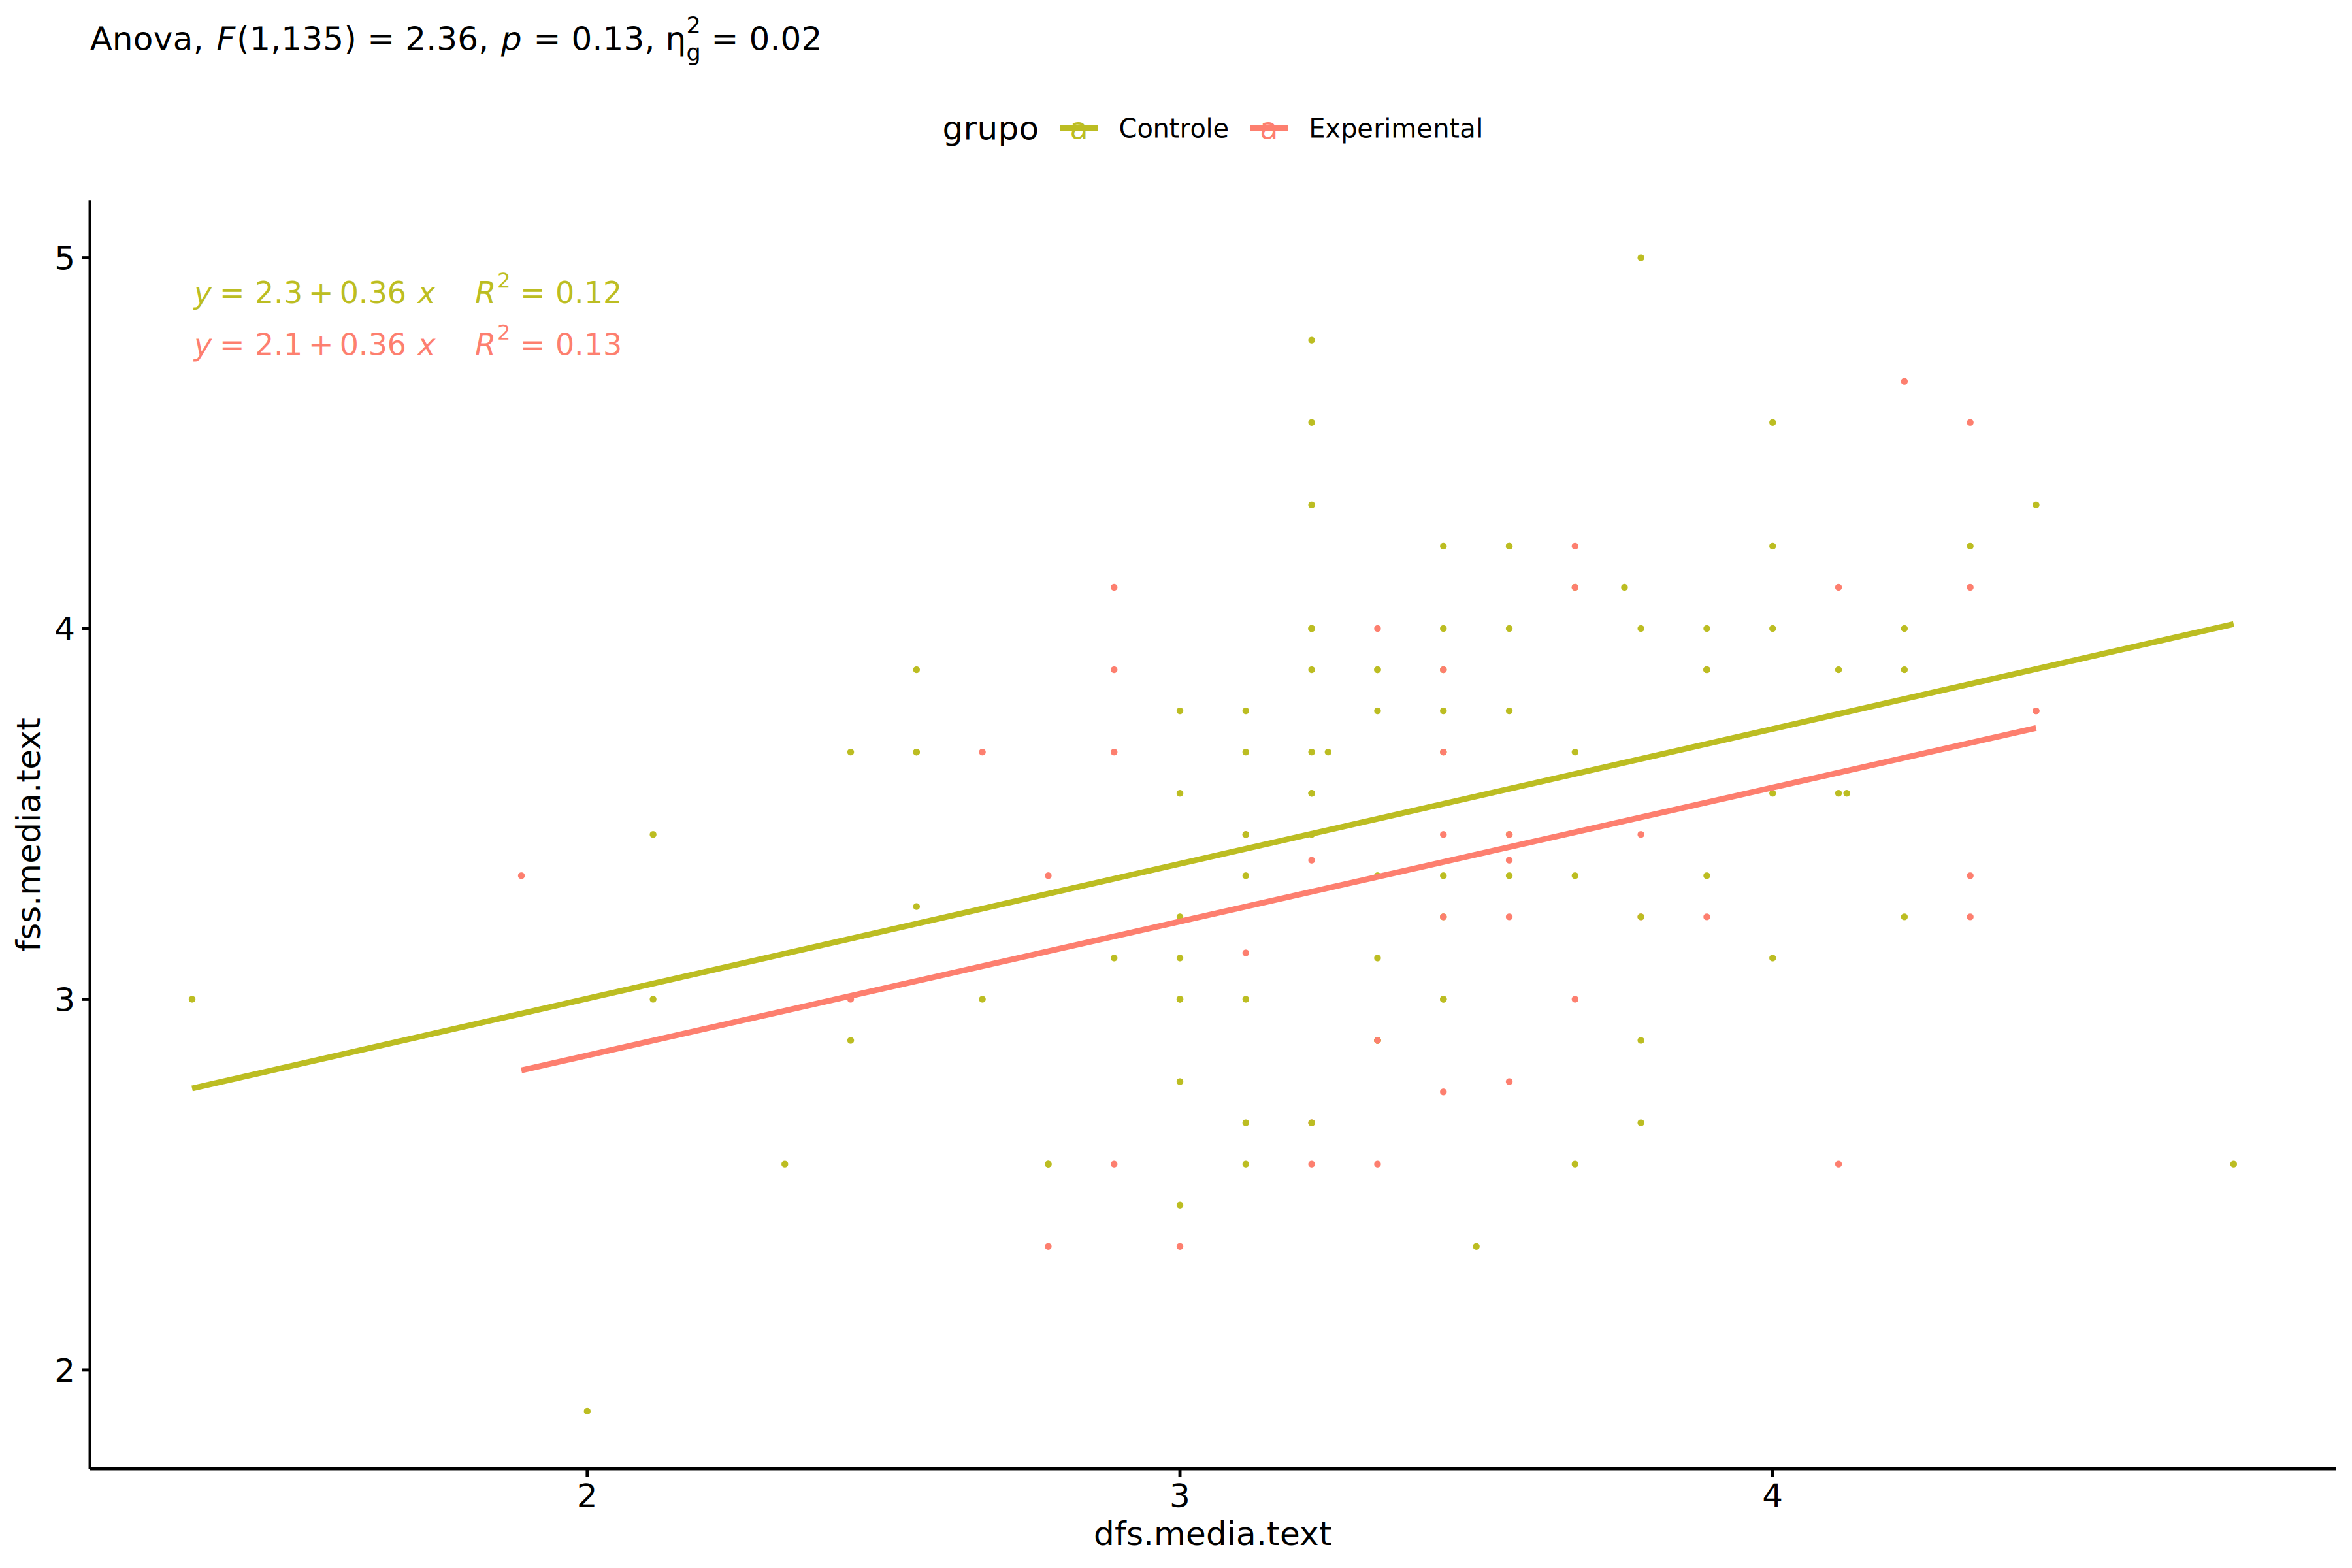 Anova, F(1,135) = 2.36, p = 0.13, η²g = 0.02
grupo a Controle a Experimental
y = 2.3 + 0.36 x R² = 0.12
y = 2.1 + 0.36 x R² = 0.13
5
4
3
2
fss.media.text
2 3 4
dfs.media.text